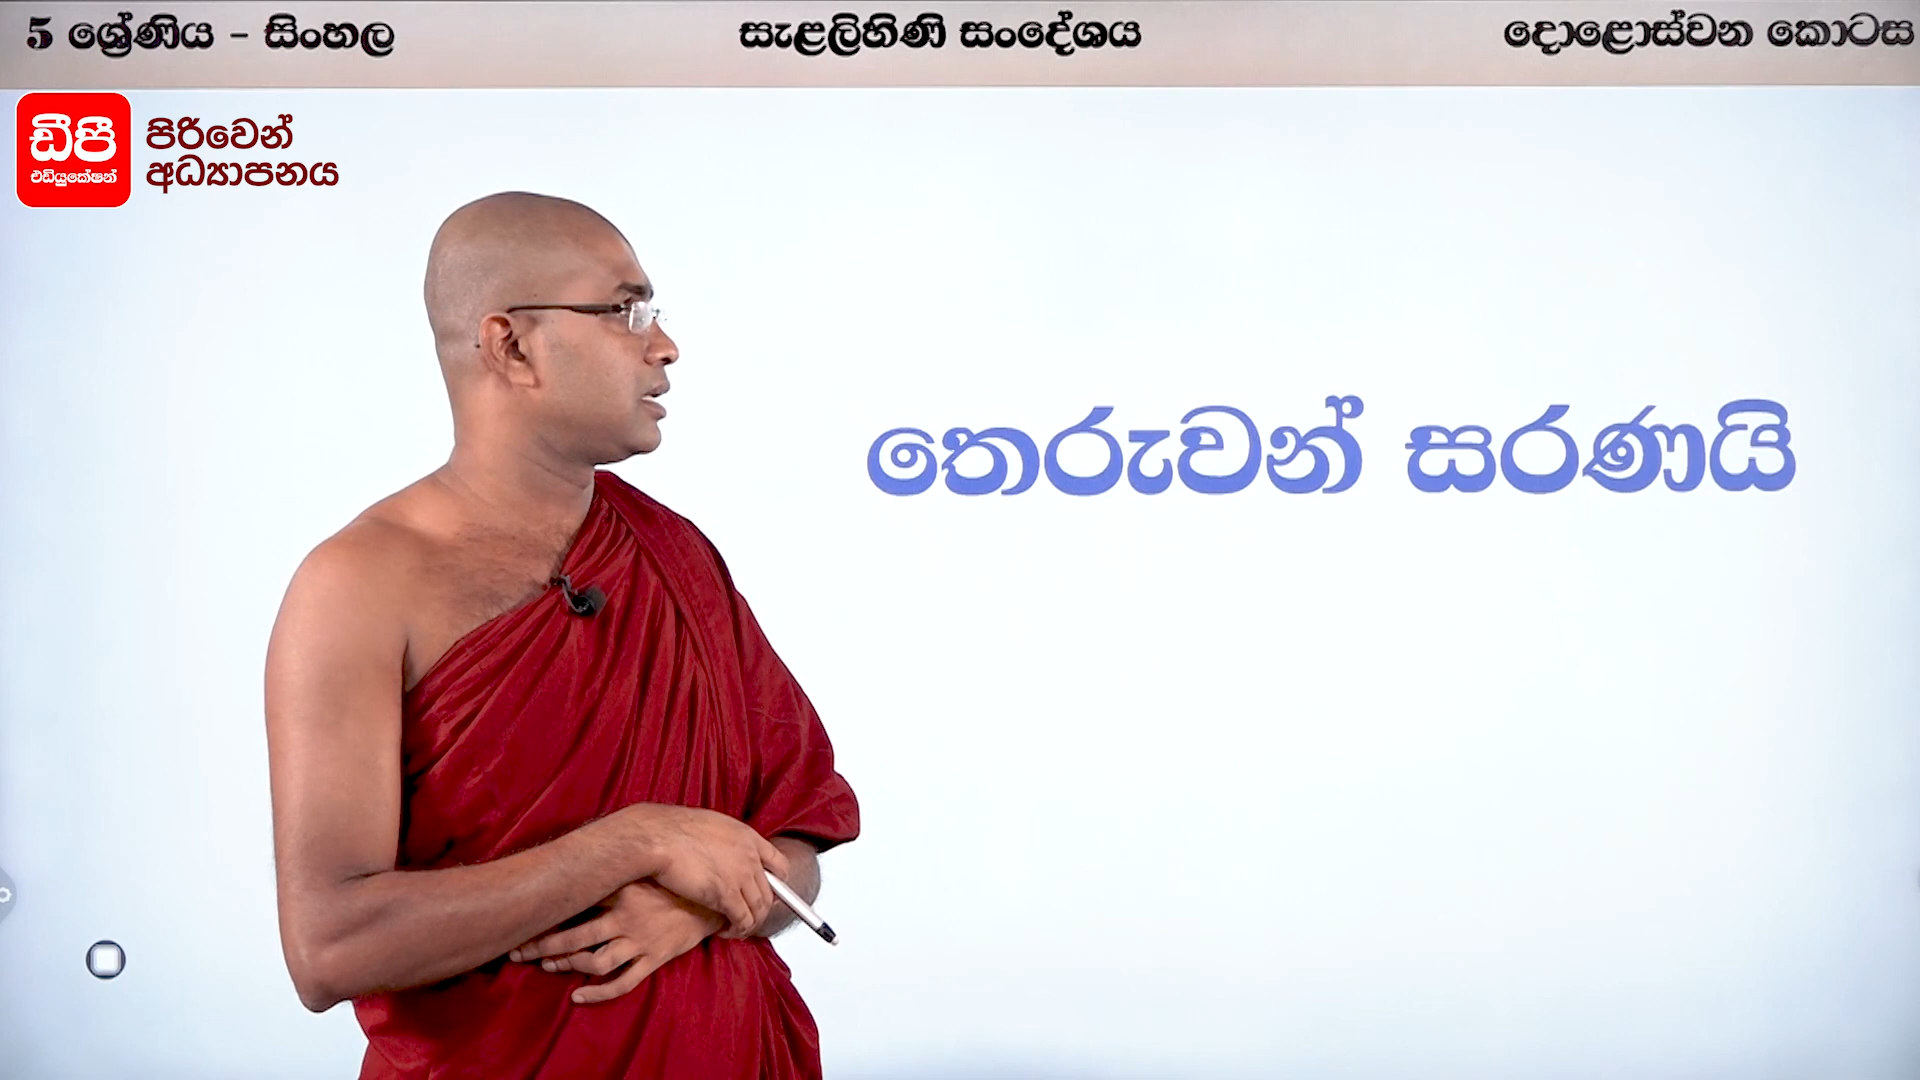 5 ශ්‍රේණිය - සිංහල
සැළලිහිණි සංදේශය
දොළොස්වන කොටස
ඩීපී
එඩියුකේෂන්
පිරිවෙන්
අධ්‍යාපනය
තෙරුවන් සරණයි